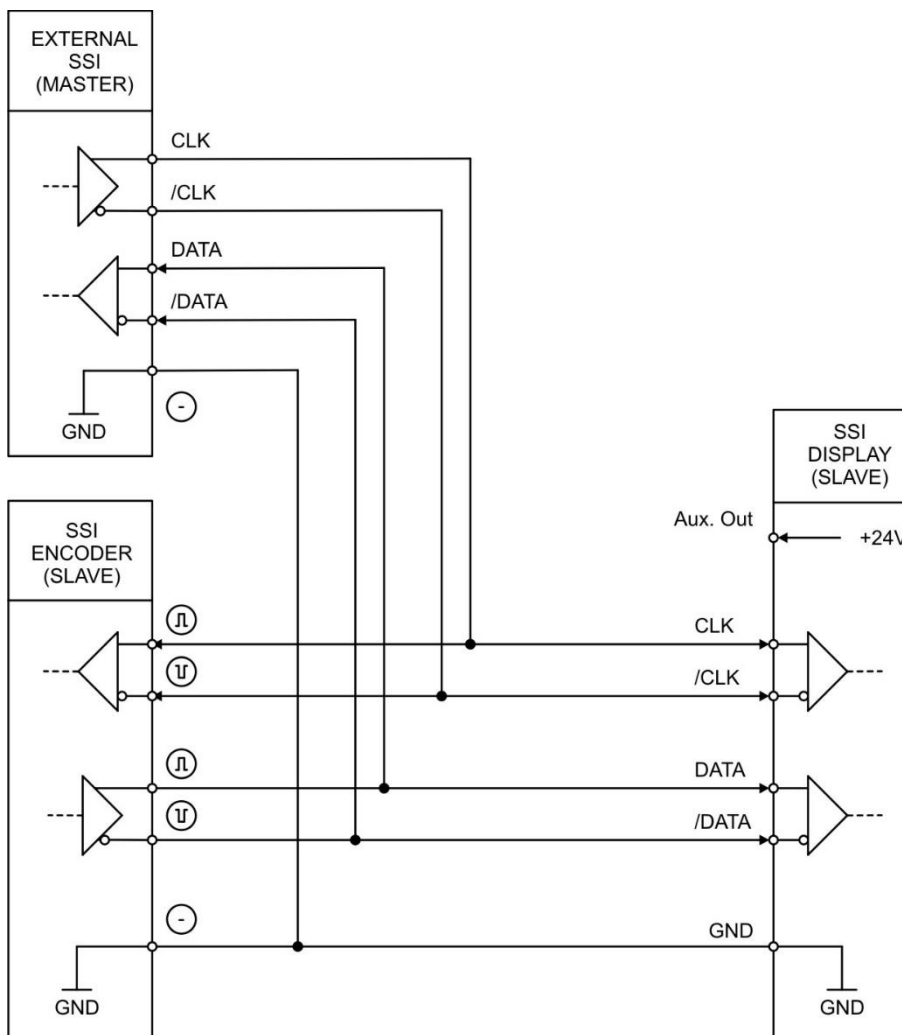 EXTERNAL
SSI
(MASTER)
CLK
/CLK
DATA
/DATA
-
GND
SSI
DISPLAY
(SLAVE)
Aux. Out
+24V
SSI
ENCODER
(SLAVE)
CLK
/CLK
DATA
/DATA
-
GND
GND
GND